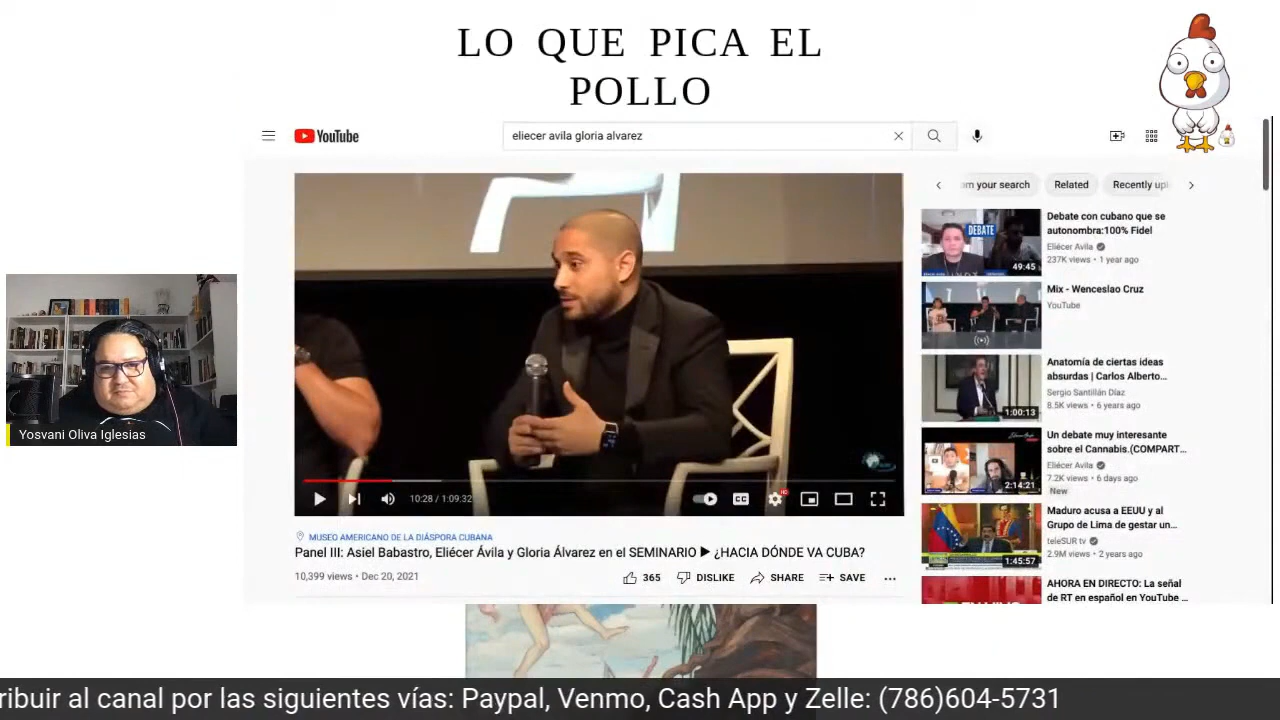 LO QUE PICA EL
POLLO
YouTube
eliecer avila gloria alvarez
om your search
Related
Recently upl
Debate con cubano que se
autonombra:100% Fidel
Eliécer Avila
237K views • 1 year ago
49:45
DEBATE
Mix - Wenceslao Cruz
YouTube
Anatomía de ciertas ideas
absurdas | Carlos Alberto...
Sergio Santillán Díaz
8.5K views • 6 years ago
1:00:13
Un debate muy interesante
sobre el Cannabis.(COMPART...
Eliécer Avila
7.2K views • 6 days ago
New
2:14:21
Maduro acusa a EEUU y al
Grupo de Lima de gestar un...
teleSUR tv
2.9M views • 2 years ago
1:45:57
AHORA EN DIRECTO: La señal
de RT en español en YouTube ...
Yosvani Oliva Iglesias
10:28 / 1:09:32
CC
HD
MUSEO AMERICANO DE LA DIÁSPORA CUBANA
Panel III: Asiel Babastro, Eliécer Ávila y Gloria Álvarez en el SEMINARIO ▶ ¿HACIA DÓNDE VA CUBA?
10,399 views • Dec 20, 2021
365
DISLIKE
SHARE
SAVE
ribuir al canal por las siguientes vías: Paypal, Venmo, Cash App y Zelle: (786)604-5731